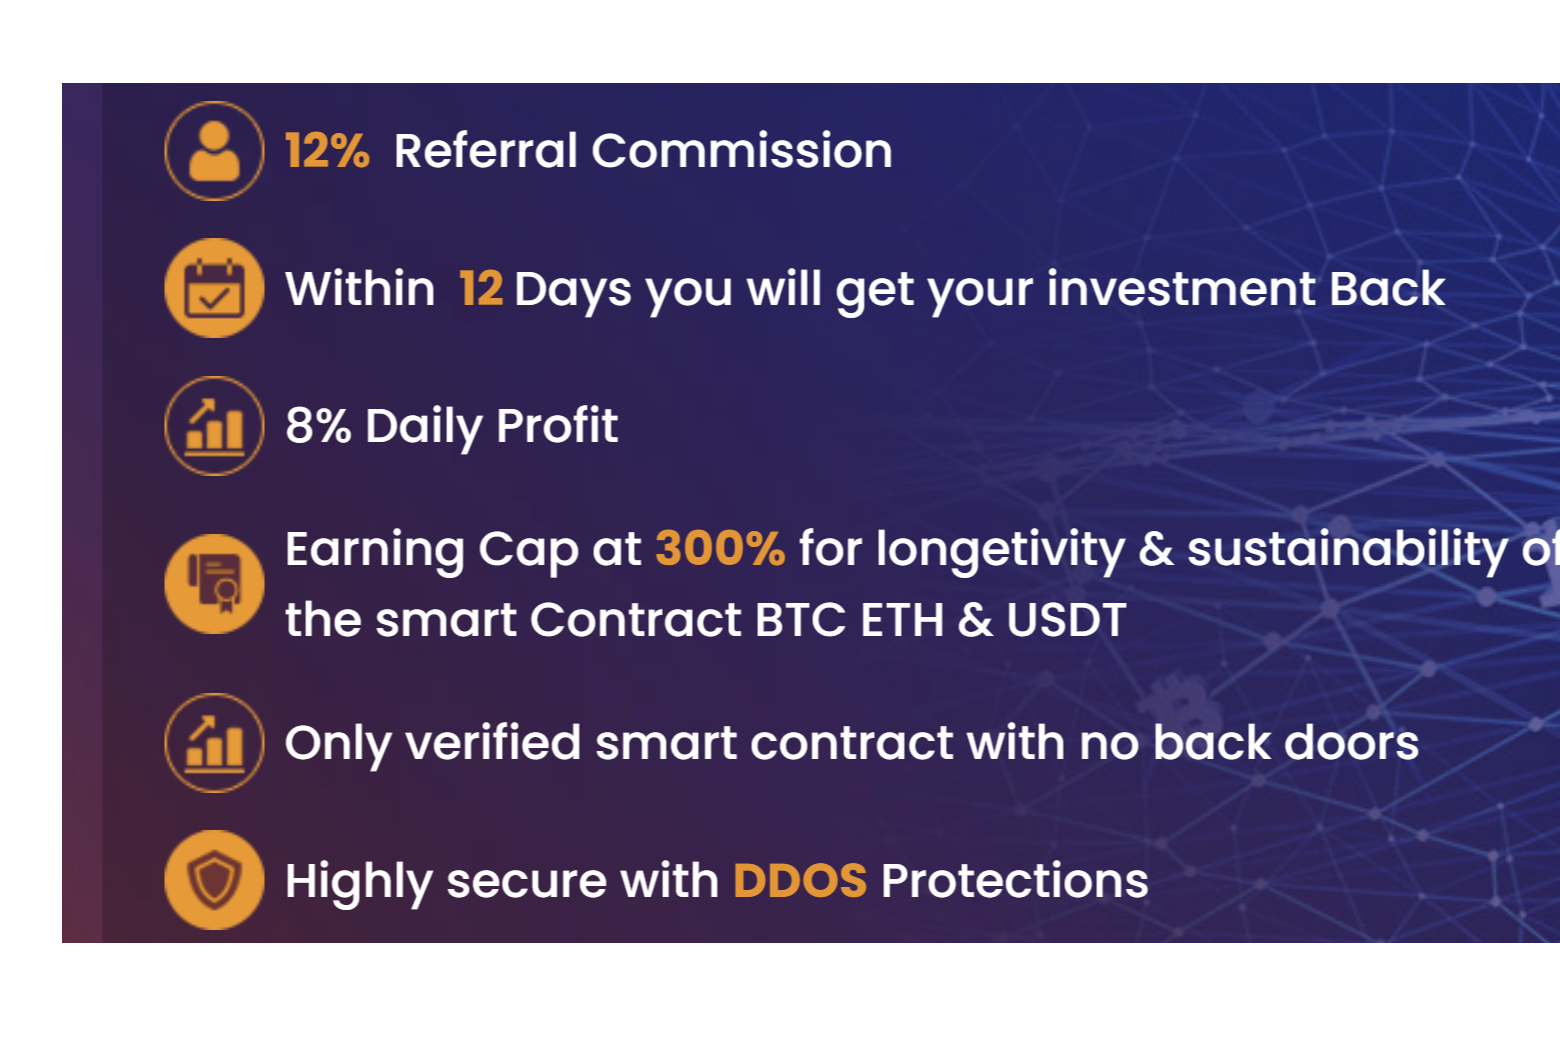 12% Referral Commission
Within 12 Days you will get your investment Back
8% Daily Profit
Earning Cap at 300% for longetivity & sustainability of
the smart Contract BTC ETH & USDT
Only verified smart contract with no back doors
Highly secure with DDOS Protections